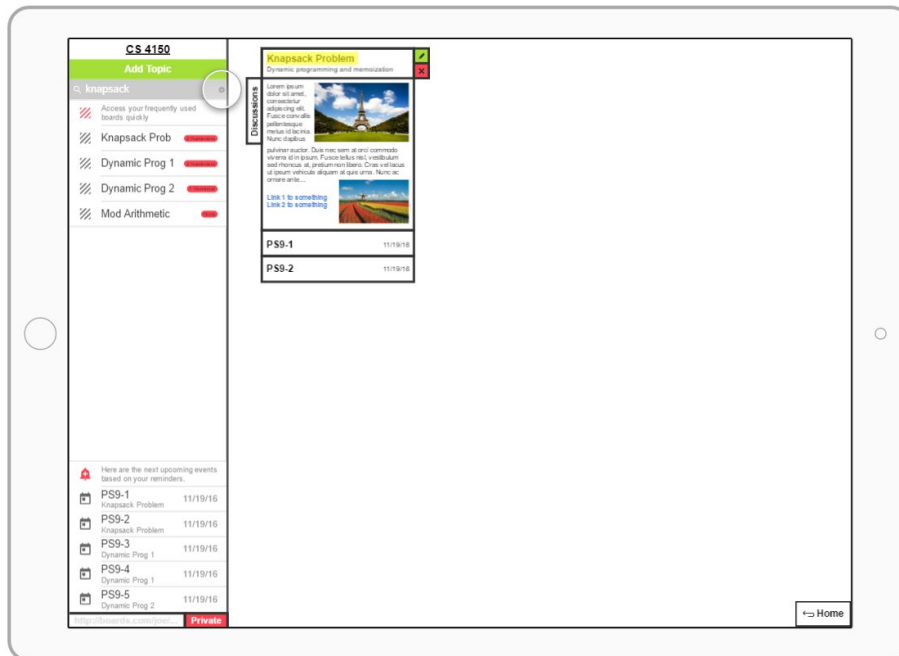 CS 4150
Add Topic
knapsack
Access your frequently used
boards quickly
Knapsack Prob
Dynamic Prog 1
Dynamic Prog 2
Mod Arithmetic
Here are the next upcoming events
based on your reminders.
PS9-1 11/19/16
Knapsack Problem
PS9-2 11/19/16
Knapsack Problem
PS9-3 11/19/16
Dynamic Prog 1
PS9-4 11/19/16
Dynamic Prog 1
PS9-5 11/19/16
Dynamic Prog 2
http://boards.com/joe/... Private
Discussions
Knapsack Problem
Dynamic programming and memoization
Lorem ipsum
dolor sit amet,
consectetur
adipiscing elit.
Fusce convallis
pellentesque
metus id lacinia.
Nunc dapibus
pulvinar auctor. Duis nec sem at orci commodo
viverra id in ipsum. Fusce tellus nisl, vestibulum
sed rhoncus at, pretium non libero. Cras vel lacus
ut ipsum vehicula aliquam at quis urna. Nunc ac
ornare ante....
Link 1 to something
Link 2 to something
PS9-1 11/19/16
PS9-2 11/19/16
Home